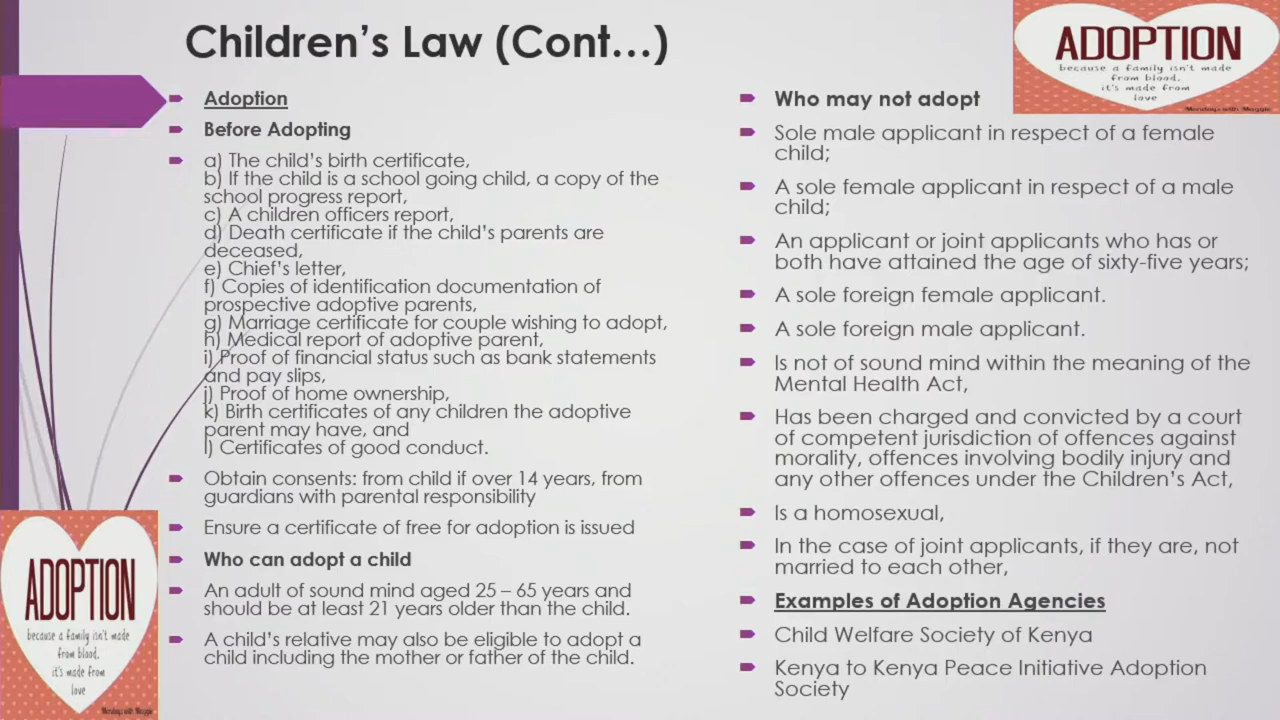 Children's Law (Cont…)
Adoption
Before Adopting
a) The child's birth certificate,
b) If the child is a school going child, a copy of the
school progress report,
c) A children officers report,
d) Death certificate if the child's parents are
deceased,
e) Chief's letter,
f) Copies of identification documentation of
prospective adoptive parents,
g) Marriage certificate for couple wishing to adopt,
h) Medical report of adoptive parent,
i) Proof of financial status such as bank statements
and pay slips,
j) Proof of home ownership,
k) Birth certificates of any children the adoptive
parent may have, and
l) Certificates of good conduct.
Obtain consents: from child if over 14 years, from
guardians with parental responsibility
Ensure a certificate of free for adoption is issued
Who can adopt a child
An adult of sound mind aged 25 – 65 years and
should be at least 21 years older than the child.
A child's relative may also be eligible to adopt a
child including the mother or father of the child.
Who may not adopt
Sole male applicant in respect of a female
child;
A sole female applicant in respect of a male
child;
An applicant or joint applicants who has or
both have attained the age of sixty-five years;
A sole foreign female applicant.
A sole foreign male applicant.
Is not of sound mind within the meaning of the
Mental Health Act,
Has been charged and convicted by a court
of competent jurisdiction of offences against
morality, offences involving bodily injury and
any other offences under the Children's Act,
Is a homosexual,
In the case of joint applicants, if they are, not
married to each other,
Examples of Adoption Agencies
Child Welfare Society of Kenya
Kenya to Kenya Peace Initiative Adoption
Society
ADOPTION
because a family isn't made
from blood,
it's made from
love
Mondays with Maggie
ADOPTION
because a family isn't made
from blood,
it's made from
love
Mondays with Maggie